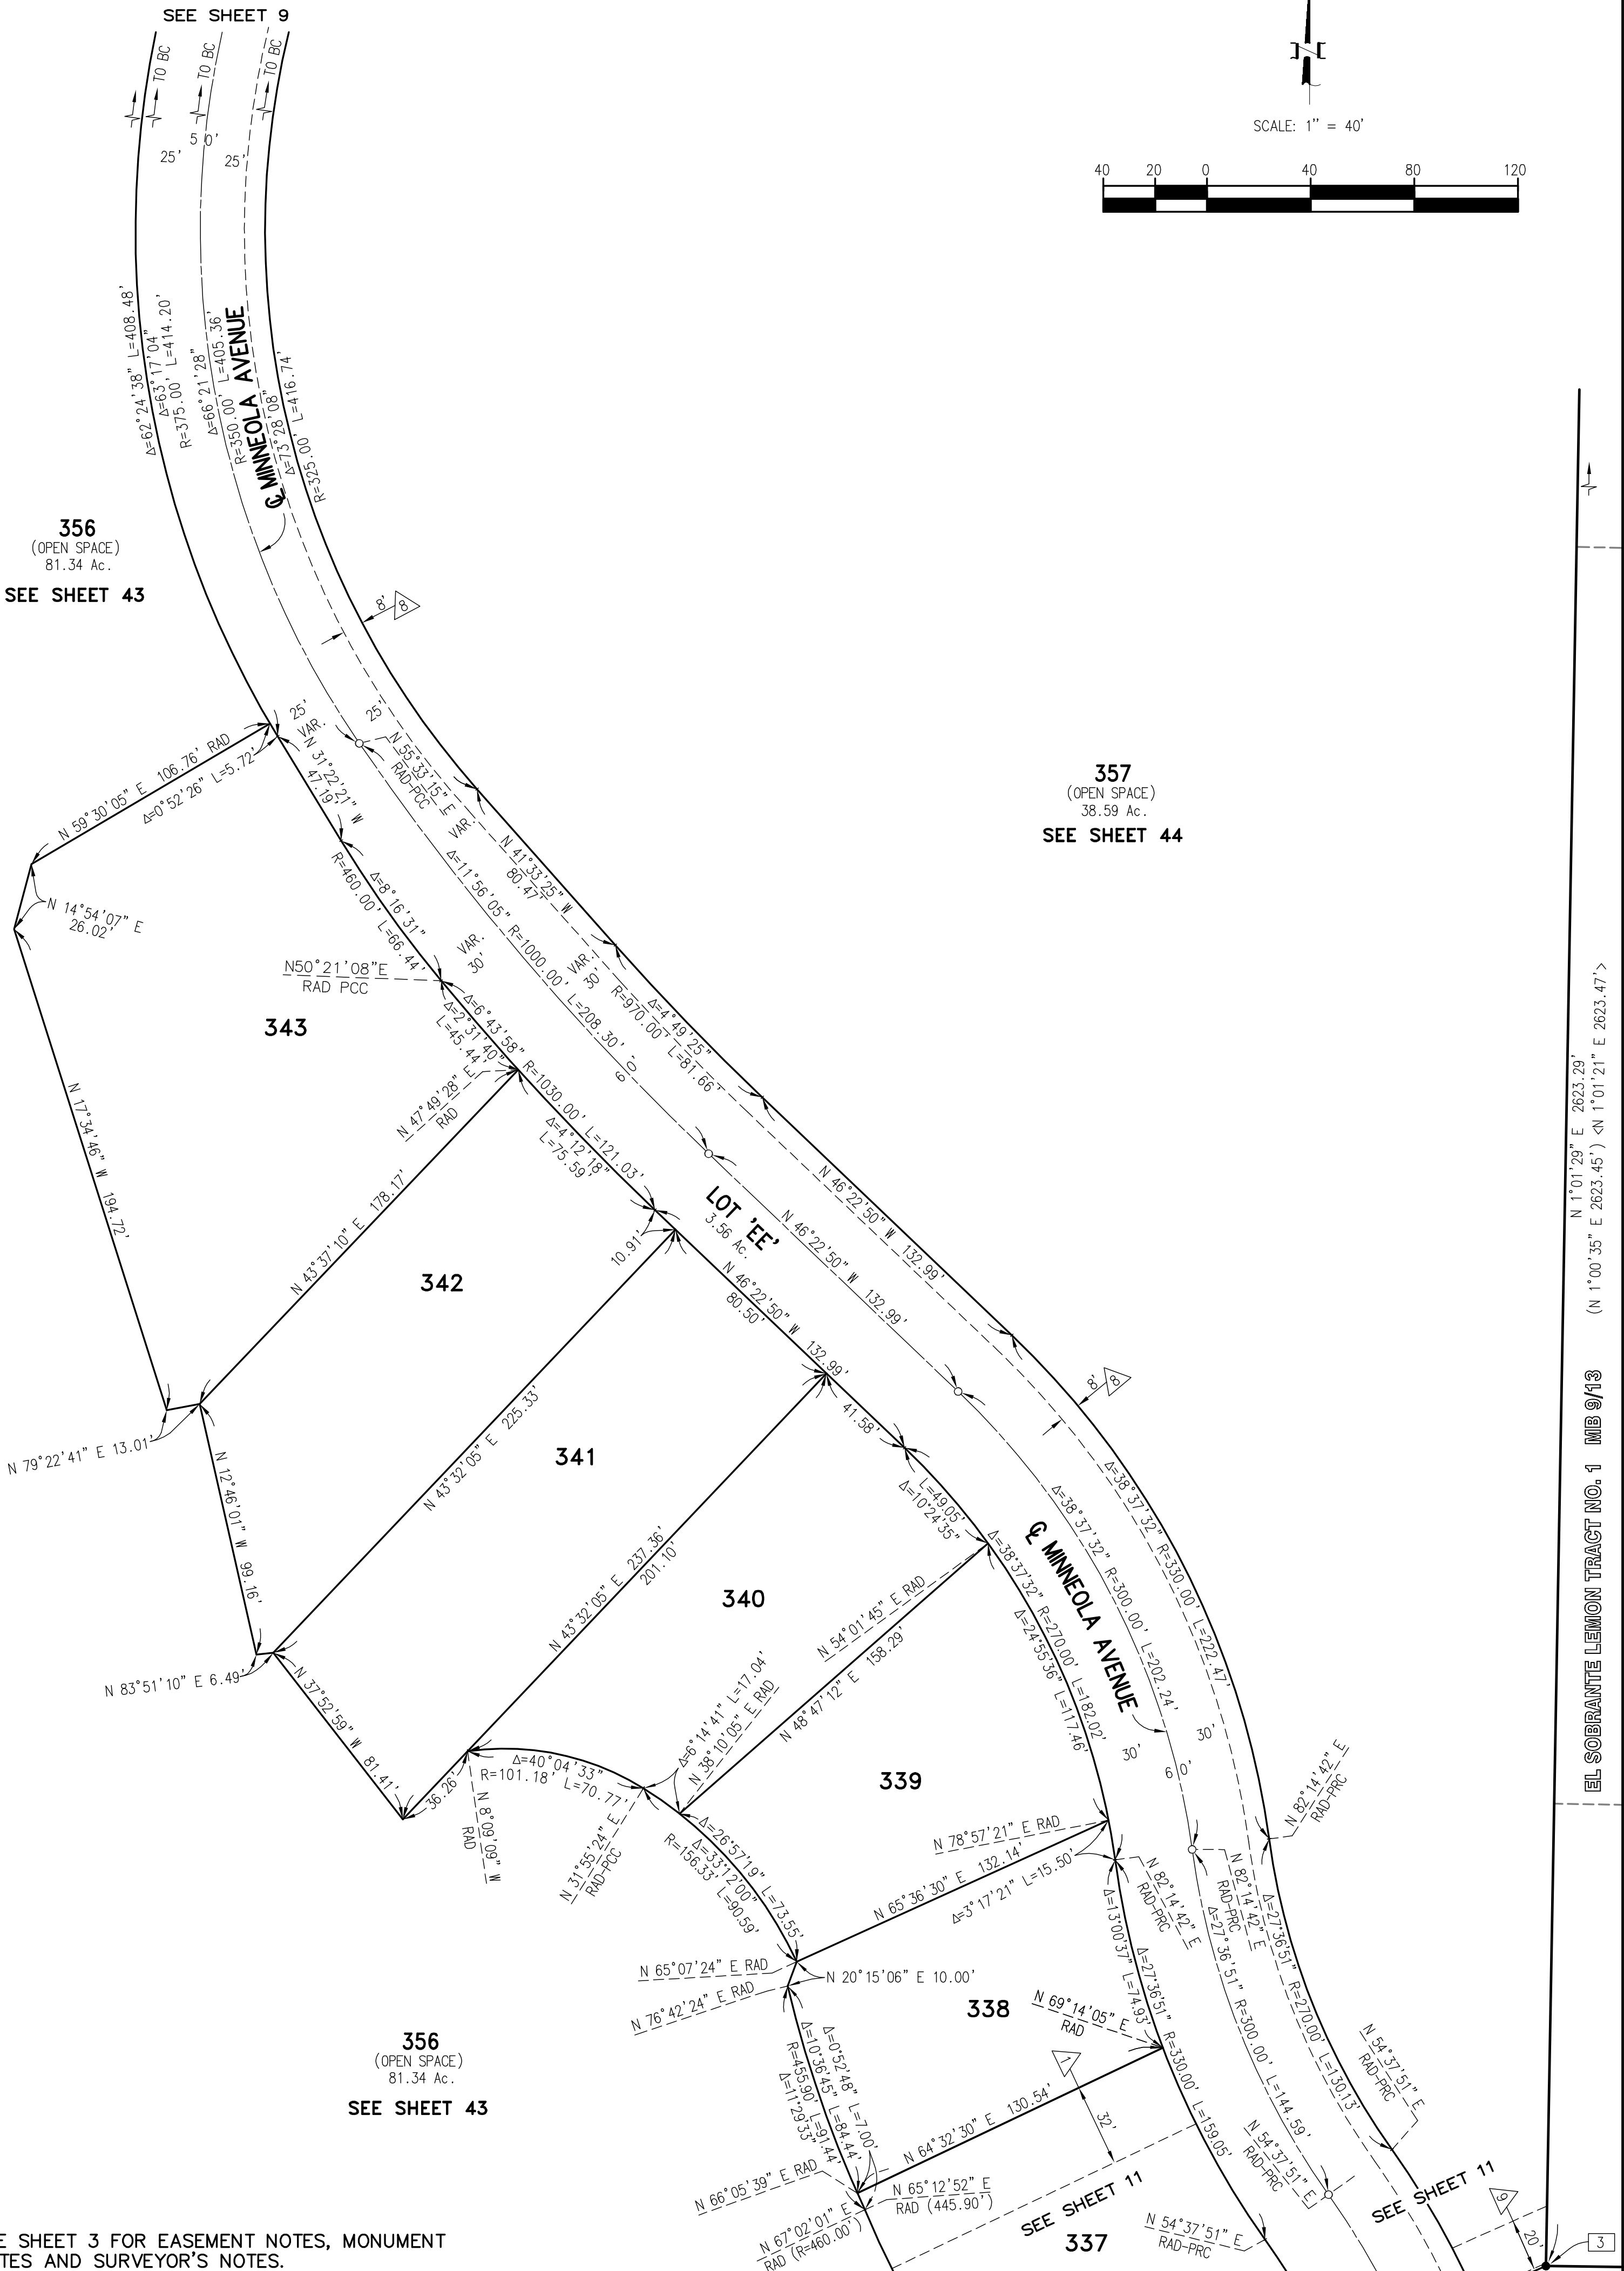 SEE SHEET 9
TO BC
TO BC
TO BC
5 0'
25'
25'
SCALE: 1" = 40'
40 20 0 40 80 120
Δ=62°24'38" L=408.48'
Δ=63°17'04"
R=375.00' L=414.20'
Δ=66°21'28"
R=350.00' L=405.36'
℄ MINNEOLA AVENUE
Δ=73°28'08"
R=325.00' L=416.74'
356
(OPEN SPACE)
81.34 Ac.
SEE SHEET 43
8'
8
25'
VAR.
25'
N 59°30'05" E 106.76' RAD
Δ=0°52'26" L=5.72'
N 31°22'21" W
47.19'
N 55°33'15" E
RAD-PCC
VAR.
357
(OPEN SPACE)
38.59 Ac.
SEE SHEET 44
N 41°33'25" W
80.47'
N 14°54'07" E
26.02'
Δ=8°16'31"
R=460.00' L=66.44'
Δ=11°56'05" R=1000.00' L=208.30'
N50°21'08"E
RAD PCC
VAR.
30'
VAR.
30'
343
Δ=6°43'58" R=1030.00' L=121.03'
Δ=2°31'40"
L=45.44'
Δ=4°49'25"
R=970.00' L=81.66'
6 0'
N 47°49'28" E
RAD
N 17°34'46" W 194.72'
Δ=4°12'18"
L=75.59'
N 43°37'10" E 178.17'
LOT 'EE'
3.56 Ac.
N 46°22'50" W 132.99'
N 46°22'50" W 132.99'
10.91'
N 46°22'50" W 132.99'
80.50'
342
N 1°01'29" E 2623.29'
(N 1°00'35" E 2623.45') <N 1°01'21" E 2623.47'>
EL SOBRANTE LEMON TRACT NO. 1 MB 9/13
N 79°22'41" E 13.01'
N 12°46'01" W 99.16'
N 43°32'05" E 225.33'
341
41.58'
8'
8
L=49.05'
Δ=10°24'35"
Δ=38°37'32" R=330.00' L=222.47'
Δ=38°37'32" R=300.00' L=202.24'
℄ MINNEOLA AVENUE
Δ=38°37'32" R=270.00' L=182.02'
Δ=24°55'36" L=117.46'
N 43°32'05" E 237.36'
201.10'
340
N 54°01'45" E RAD
N 48°47'12" E 158.29'
N 83°51'10" E 6.49'
N 37°52'59" W 81.41'
Δ=6°14'41" L=17.04'
N 38°10'05" E RAD
Δ=40°04'33"
R=101.18' L=70.77'
36.26'
N 8°09'09" W
RAD
N 31°55'24" E
RAD-PCC
339
30'
30'
6 0'
Δ=26°57'19" L=73.55'
Δ=33°12'00"
R=156.33' L=90.59'
N 78°57'21" E RAD
N 65°36'30" E 132.14'
Δ=3°17'21" L=15.50'
N 82°14'42" E
RAD-PRC
N 82°14'42" E
RAD-PRC
N 82°14'42" E
RAD-PRC
N 65°07'24" E RAD
N 76°42'24" E RAD
N 20°15'06" E 10.00'
338
Δ=13°00'37" L=74.93'
Δ=27°36'51" R=330.00' L=159.05'
Δ=27°36'51" R=300.00' L=144.59'
Δ=27°36'51" R=270.00' L=130.13'
N 69°14'05" E
RAD
Δ=0°52'48" L=7.00'
Δ=10°36'45" L=84.44'
R=455.90' L=91.44'
Δ=11°29'33"
1
N 64°32'30" E 130.54'
32'
N 54°37'51" E
RAD-PRC
N 54°37'51" E
RAD-PRC
356
(OPEN SPACE)
81.34 Ac.
SEE SHEET 43
N 66°05'39" E RAD
N 65°12'52" E
RAD (445.90')
N 67°02'01" E
RAD (R=460.00')
SEE SHEET 11
337
N 54°37'51" E
RAD-PRC
SEE SHEET 11
9
20'
3
E SHEET 3 FOR EASEMENT NOTES, MONUMENT
TES AND SURVEYOR'S NOTES.